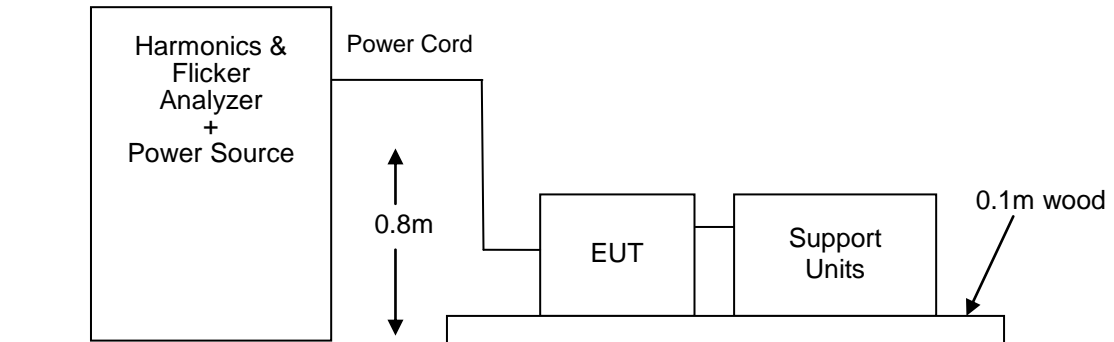 Harmonics &
Flicker
Analyzer
+
Power Source
Power Cord
0.8m
EUT
Support
Units
0.1m wood